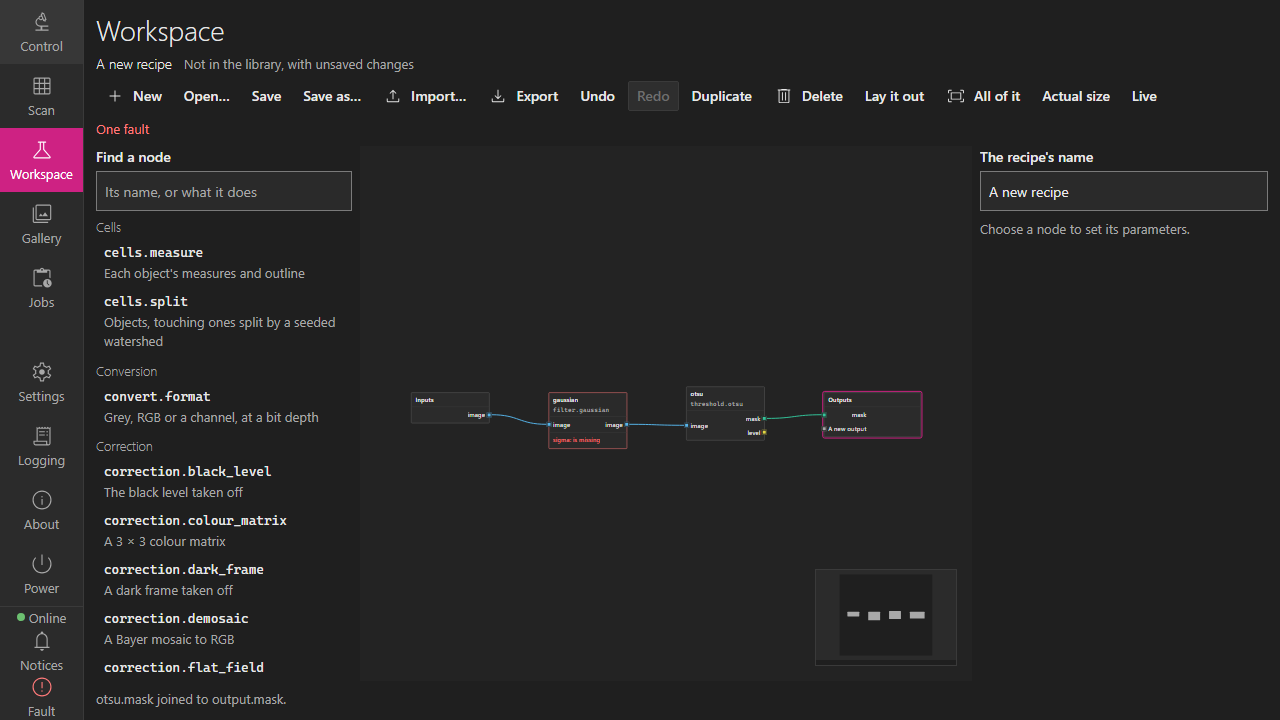 Control
Scan
Workspace
Gallery
Jobs
Settings
Logging
About
Power
Online
Notices
Fault
Workspace
A new recipe Not in the library, with unsaved changes
New Open... Save Save as... Import... Export Undo Redo Duplicate Delete Lay it out All of it Actual size Live
One fault
Find a node
Its name, or what it does
Cells
cells.measure
Each object's measures and outline
cells.split
Objects, touching ones split by a seeded
watershed
Conversion
convert.format
Grey, RGB or a channel, at a bit depth
Correction
correction.black_level
The black level taken off
correction.colour_matrix
A 3 × 3 colour matrix
correction.dark_frame
A dark frame taken off
correction.demosaic
A Bayer mosaic to RGB
correction.flat_field
Inputs
image
gaussian
filter.gaussian
image image
sigma: is missing
otsu
threshold.otsu
mask
image
level
Outputs
mask
A new output
The recipe's name
A new recipe
Choose a node to set its parameters.
otsu.mask joined to output.mask.